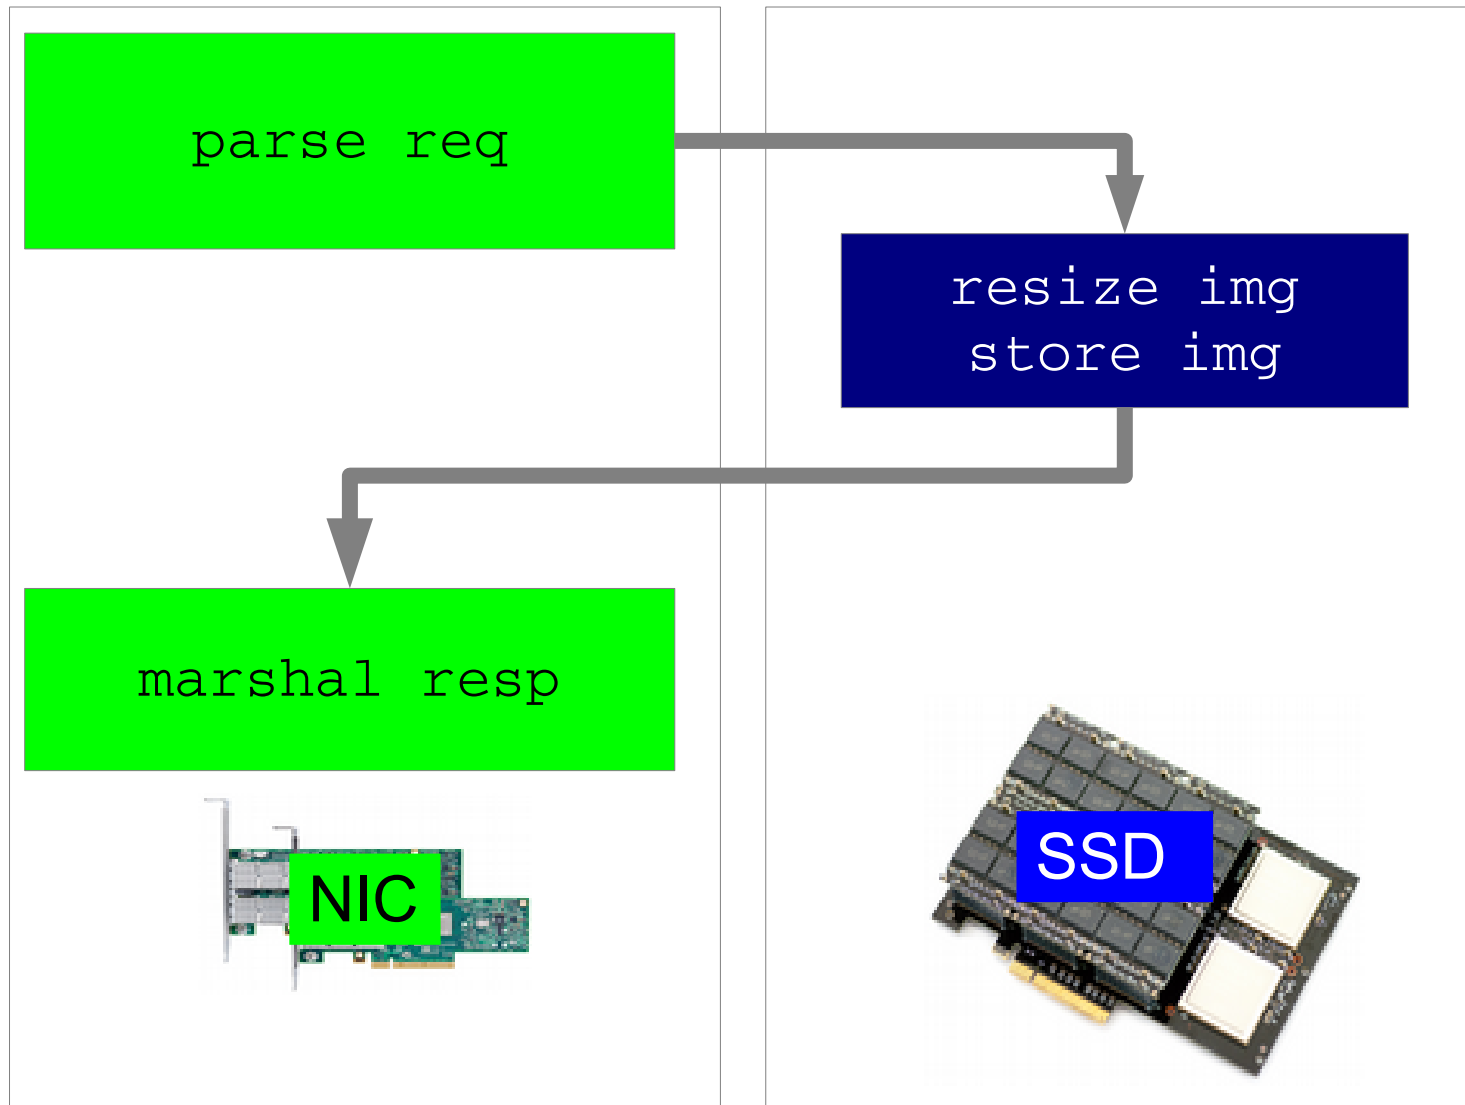 parse req
resize img
store img
marshal resp
NIC
SSD